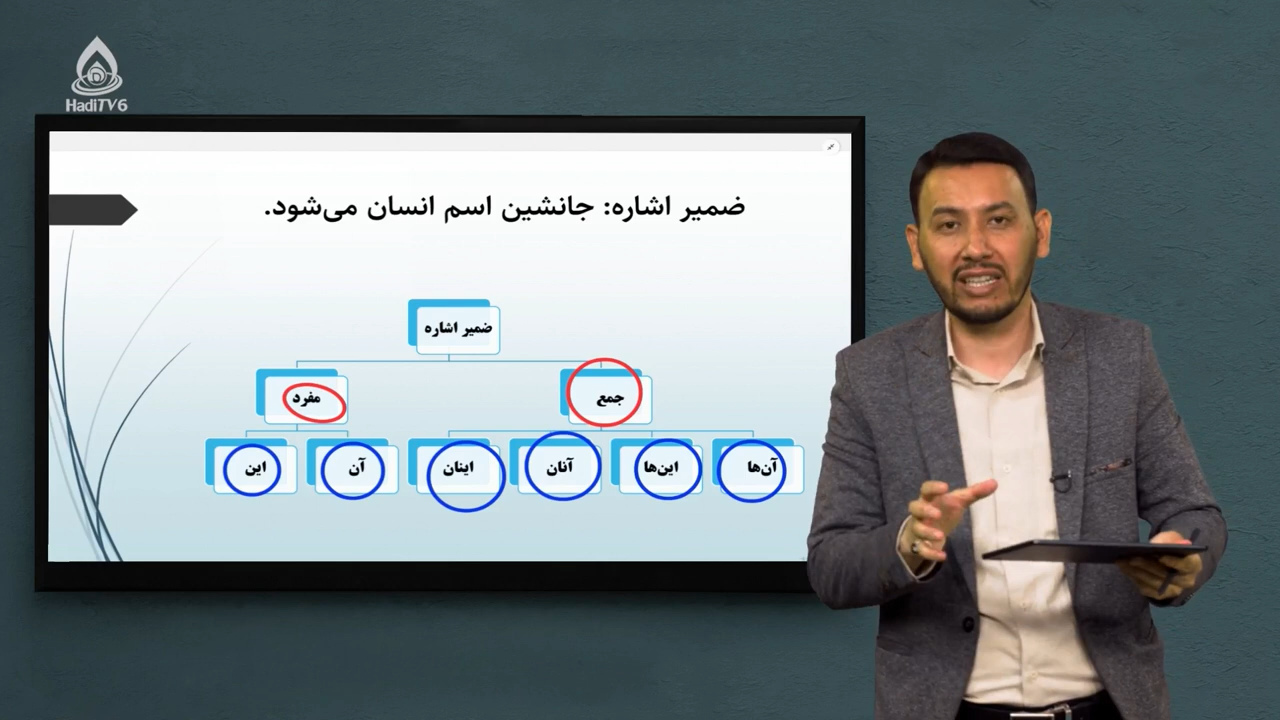 HadiTV6
ضمیر اشاره: جانشین اسم انسان می‌شود.
ضمیر اشاره
جمع
مفرد
آن‌ها
این‌ها
آنان
اینان
آن
این